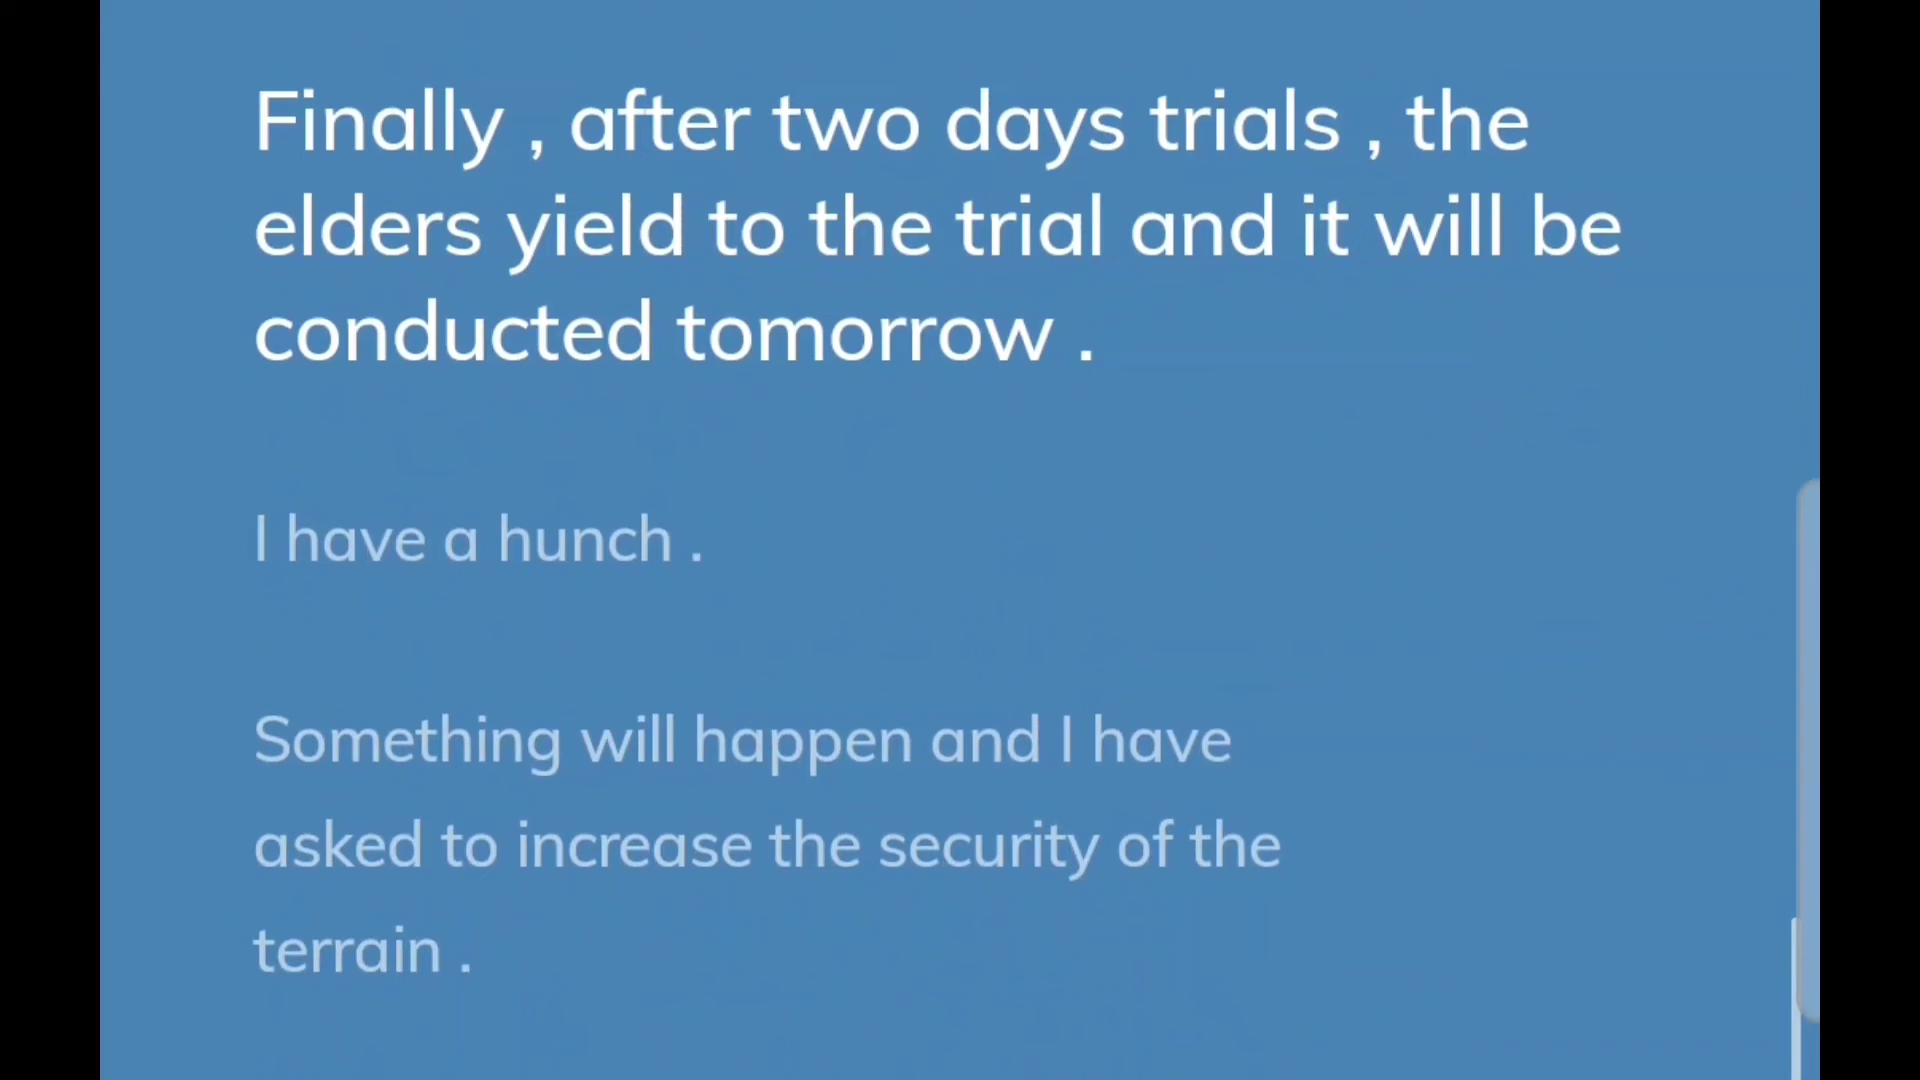 Finally , after two days trials , the
elders yield to the trial and it will be
conducted tomorrow .
I have a hunch .
Something will happen and I have
asked to increase the security of the
terrain .